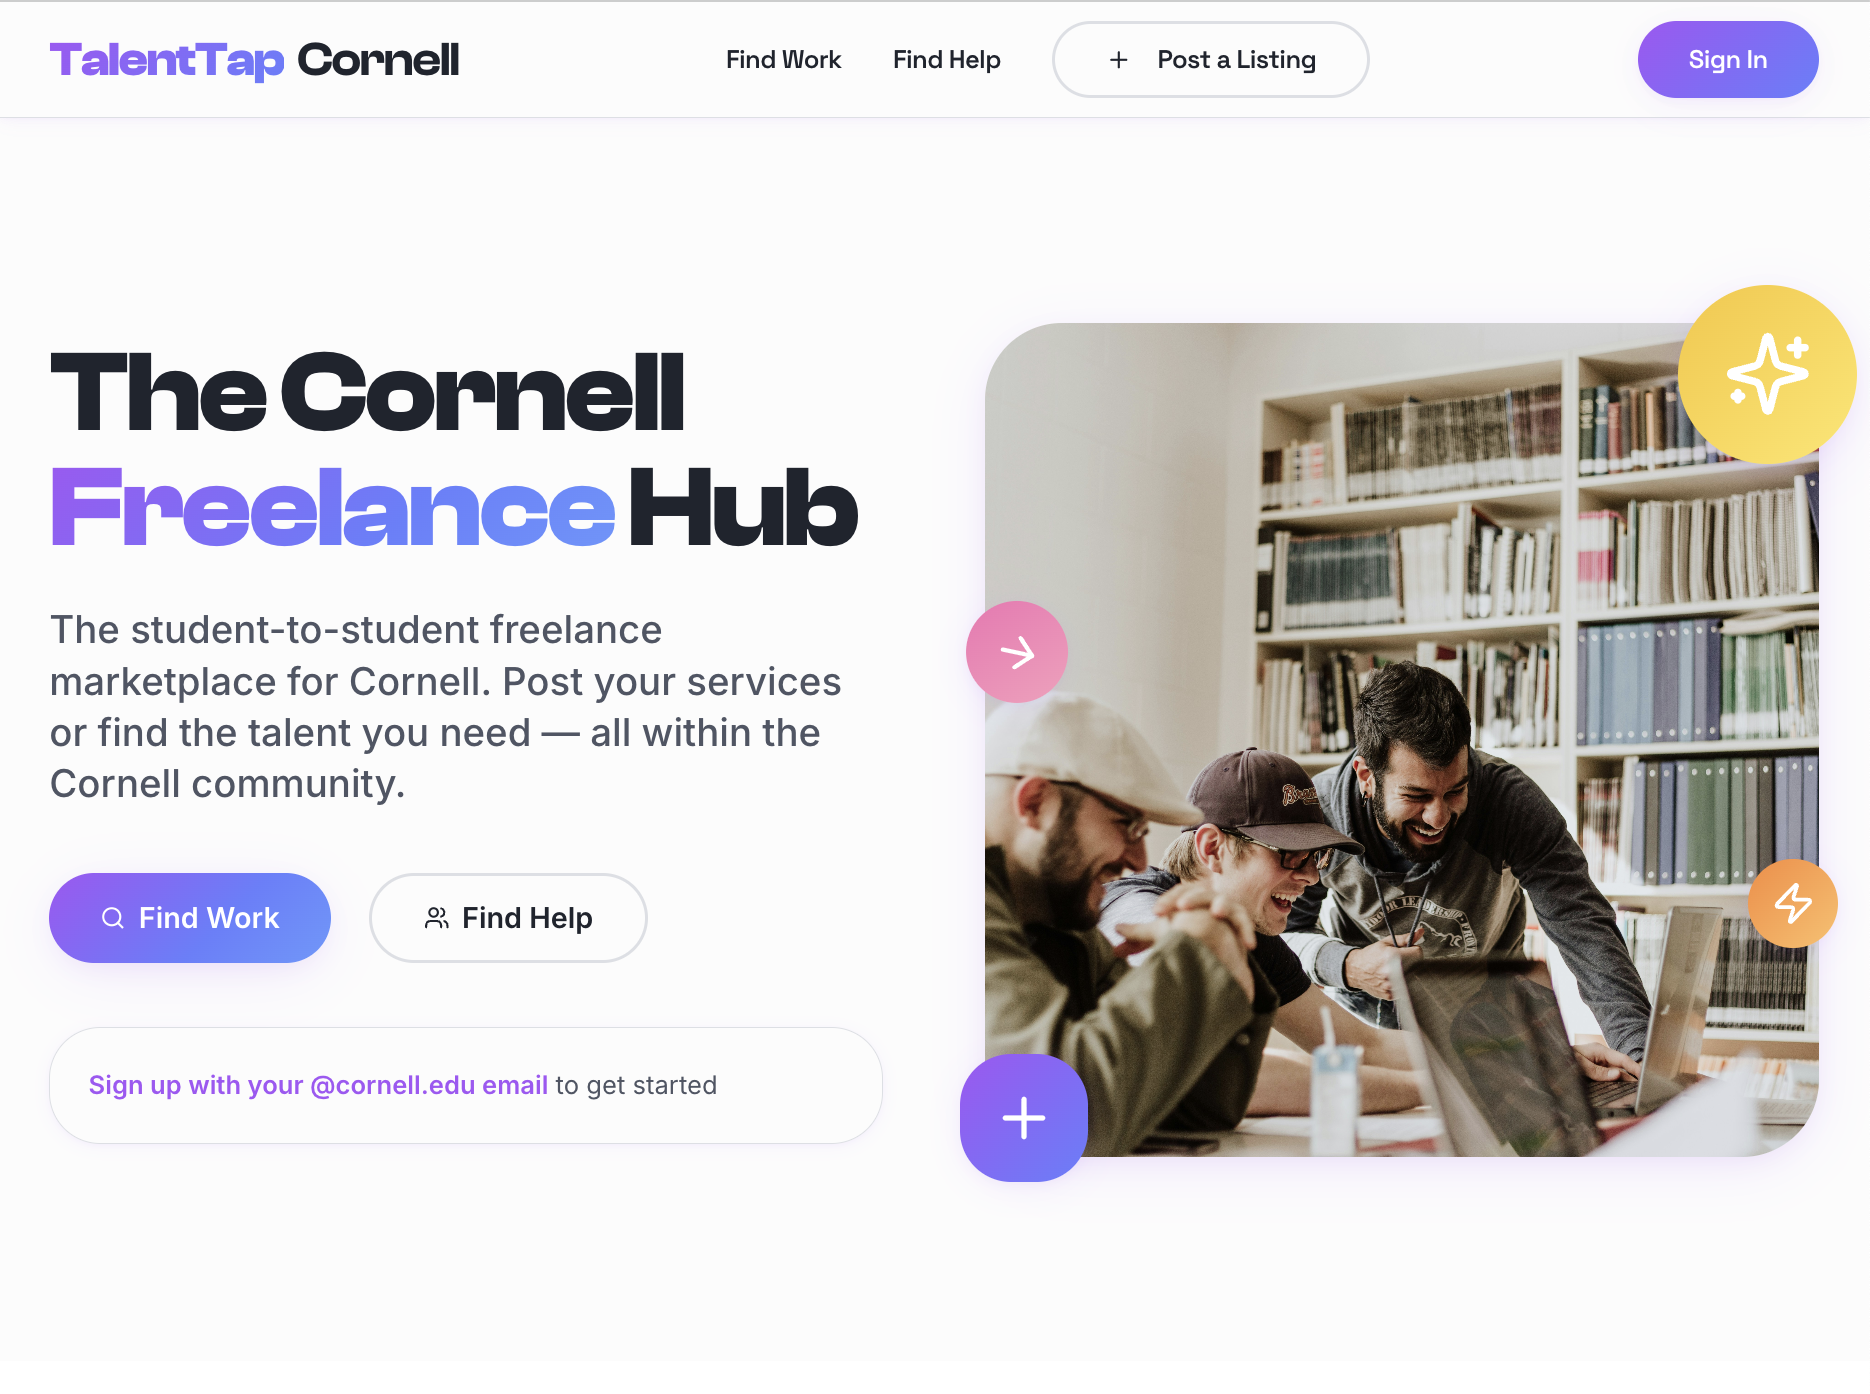 TalentTap Cornell
Find Work
Find Help
Post a Listing
Sign In
The Cornell
Freelance Hub
The student-to-student freelance
marketplace for Cornell. Post your services
or find the talent you need — all within the
Cornell community.
Find Work
Find Help
Sign up with your @cornell.edu email to get started